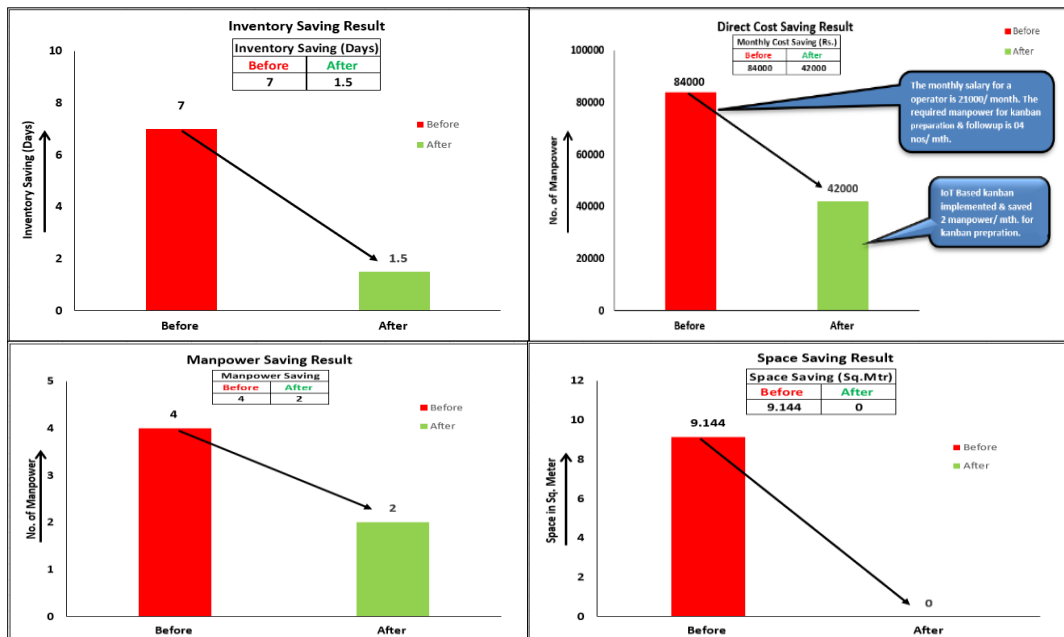 Inventory Saving Result
Inventory Saving (Days)
Before After
7 1.5
10
8
6
4
2
0
Inventory Saving (Days)
7
1.5
Before
After
Before
After
Direct Cost Saving Result
Monthly Cost Saving (Rs.)
Before After
84000 42000
100000
80000
60000
40000
20000
0
No. of Manpower
84000
42000
Before
After
The monthly salary for a
operator is 21000/ month. The
required manpower for kanban
preparation & followup is 04
nos/ mth.
IoT Based kanban
implemented & saved
2 manpower/ mth. for
kanban prepration.
Before
After
Manpower Saving Result
Manpower Saving
Before After
4 2
5
4
3
2
1
0
No. of Manpower
4
2
Before
After
Before
After
Space Saving Result
Space Saving (Sq.Mtr)
Before After
9.144 0
12
10
8
6
4
2
0
Space in Sq. Meter
9.144
0
Before
After
Before
After